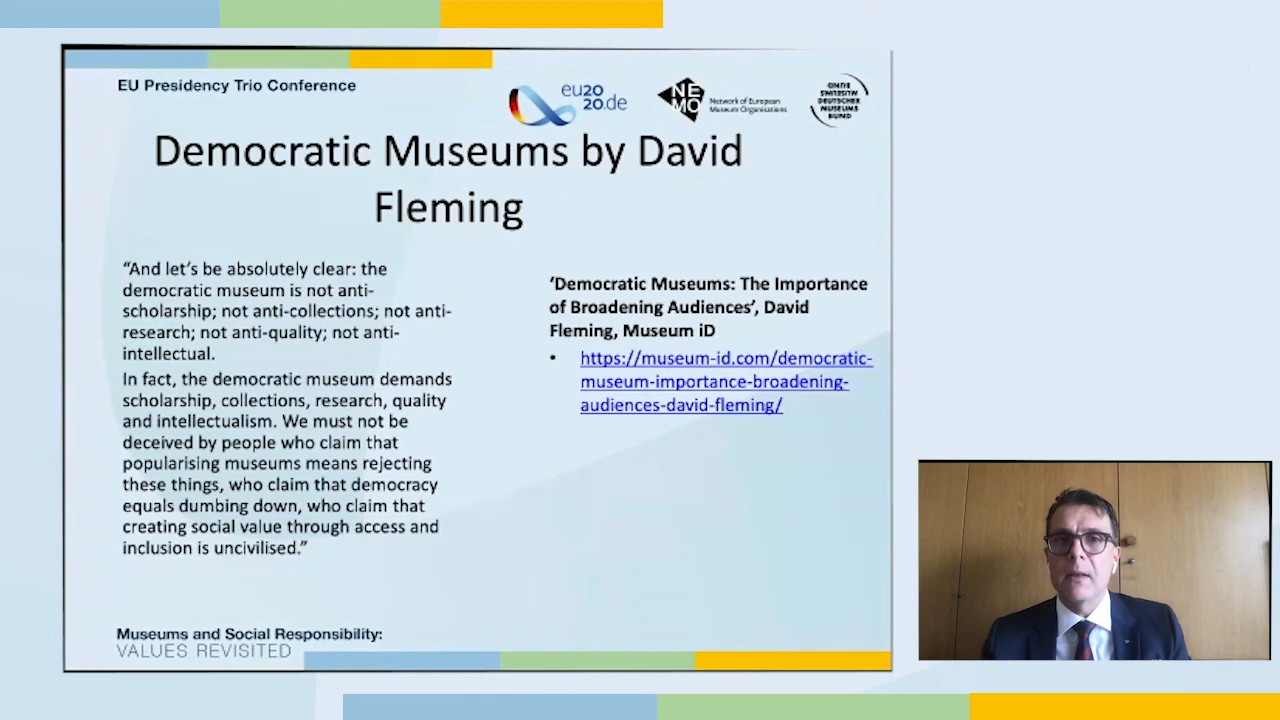 EU Presidency Trio Conference
eu20
20.de
NE
MO
Network of European
Museum Organisations
DEUTSCHER
MUSEUMS
BUND
Democratic Museums by David
Fleming
“And let’s be absolutely clear: the
democratic museum is not anti-
scholarship; not anti-collections; not anti-
research; not anti-quality; not anti-
intellectual.
In fact, the democratic museum demands
scholarship, collections, research, quality
and intellectualism. We must not be
deceived by people who claim that
popularising museums means rejecting
these things, who claim that democracy
equals dumbing down, who claim that
creating social value through access and
inclusion is uncivilised.”
‘Democratic Museums: The Importance
of Broadening Audiences’, David
Fleming, Museum iD
• https://museum-id.com/democratic-
museum-importance-broadening-
audiences-david-fleming/
Museums and Social Responsibility:
VALUES REVISITED